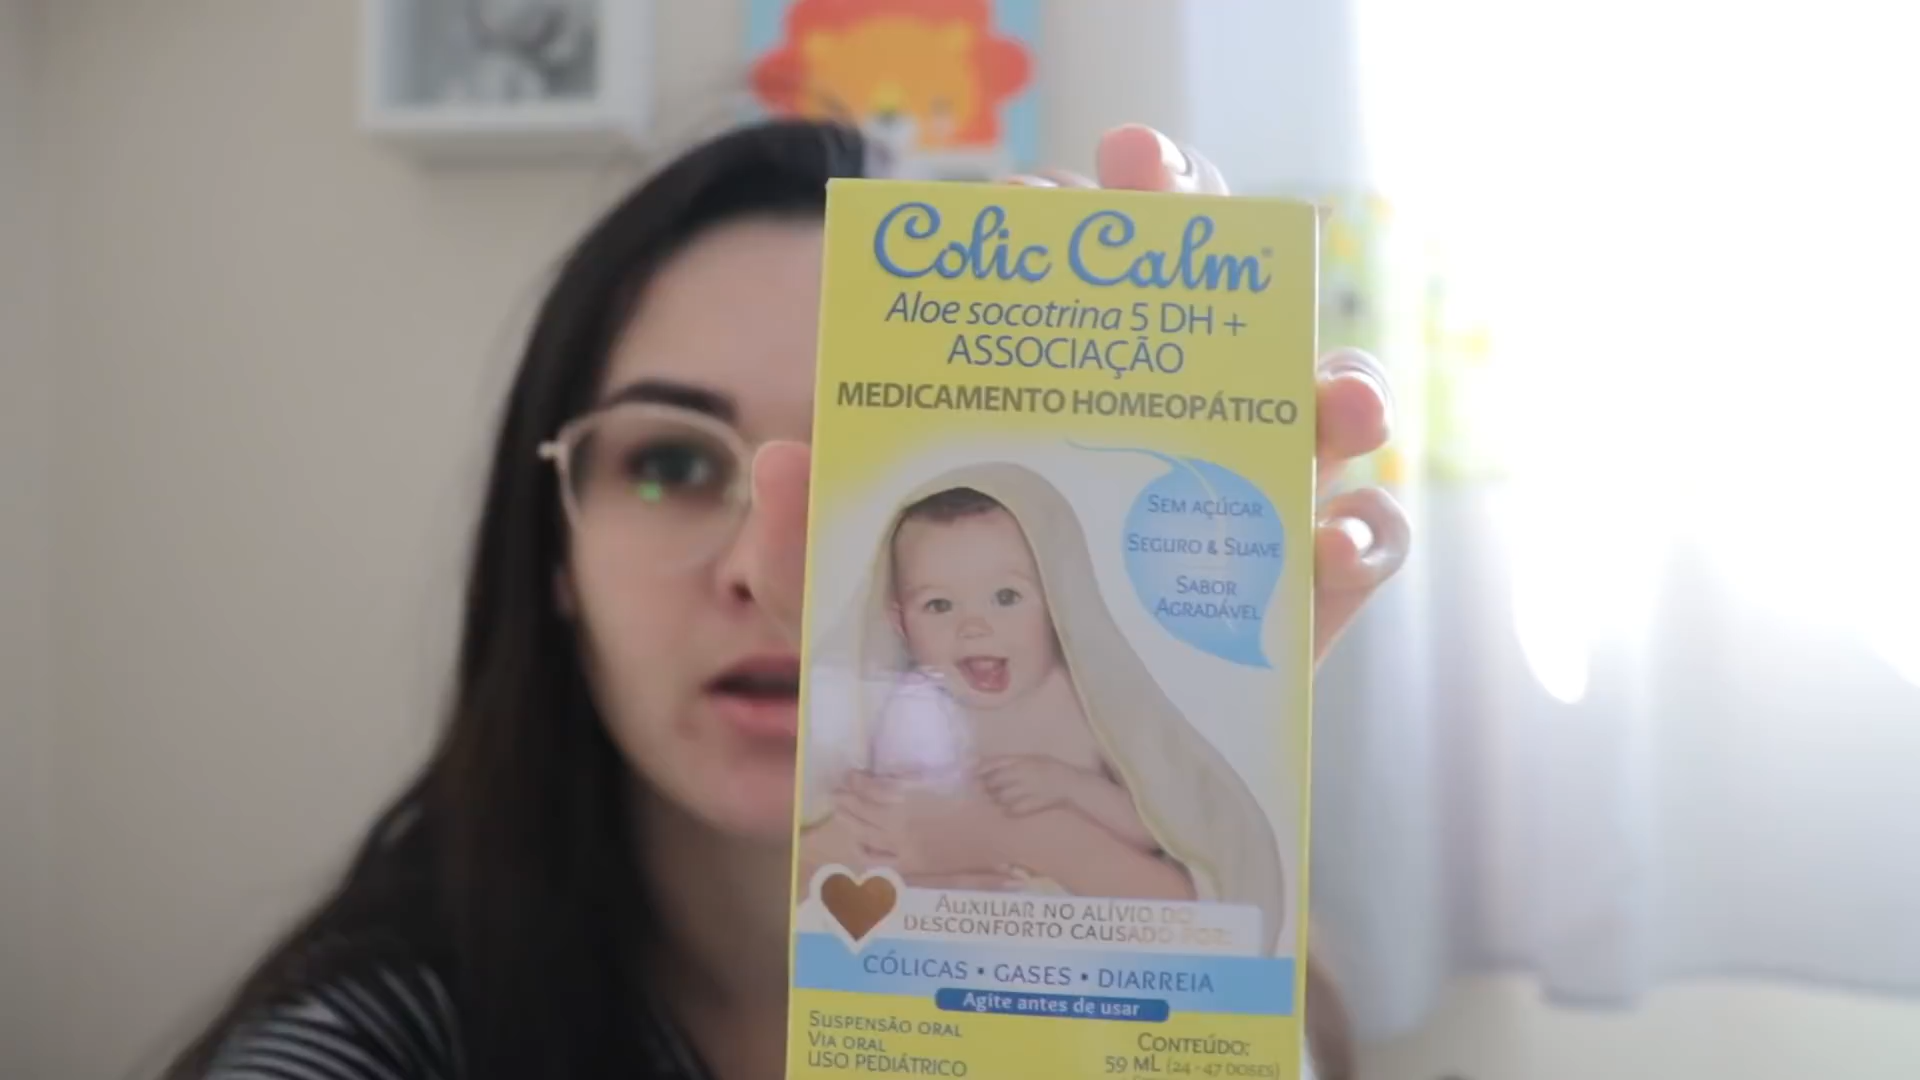 Colic Calm®
Aloe socotrina 5 DH +
ASSOCIAÇÃO
MEDICAMENTO HOMEOPÁTICO
SEM AÇÚCAR
SEGURO & SUAVE
SABOR
AGRADÁVEL
AUXILIAR NO ALÍVIO DO
DESCONFORTO CAUSADO POR:
CÓLICAS • GASES • DIARREIA
Agite antes de usar
SUSPENSÃO ORAL
VIA ORAL
USO PEDIÁTRICO
CONTEÚDO:
59 ML (24 - 47 DOSES)